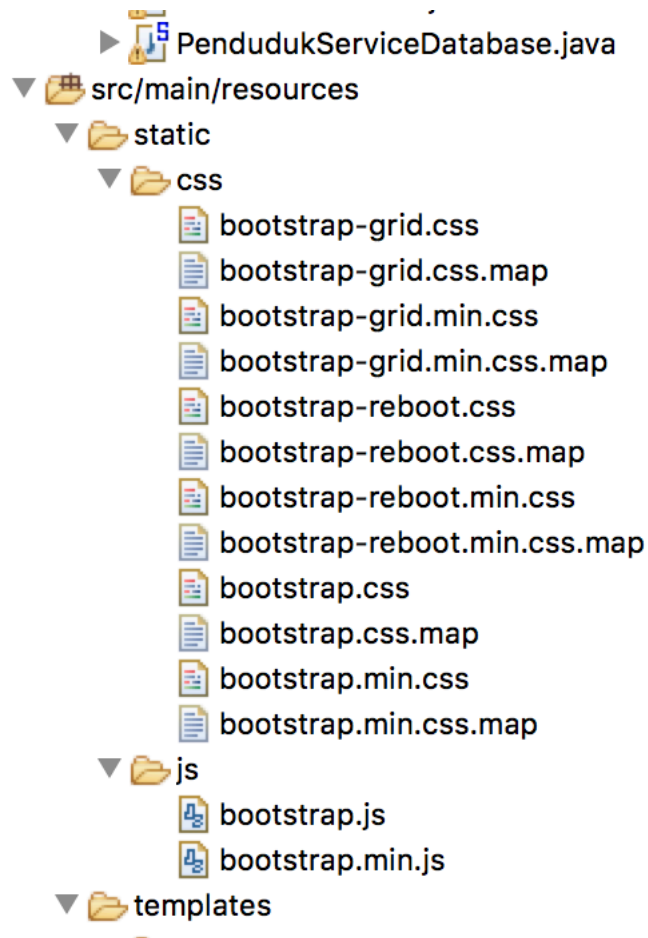 PendudukServiceDatabase.java
src/main/resources
static
css
bootstrap-grid.css
bootstrap-grid.css.map
bootstrap-grid.min.css
bootstrap-grid.min.css.map
bootstrap-reboot.css
bootstrap-reboot.css.map
bootstrap-reboot.min.css
bootstrap-reboot.min.css.map
bootstrap.css
bootstrap.css.map
bootstrap.min.css
bootstrap.min.css.map
js
bootstrap.js
bootstrap.min.js
templates